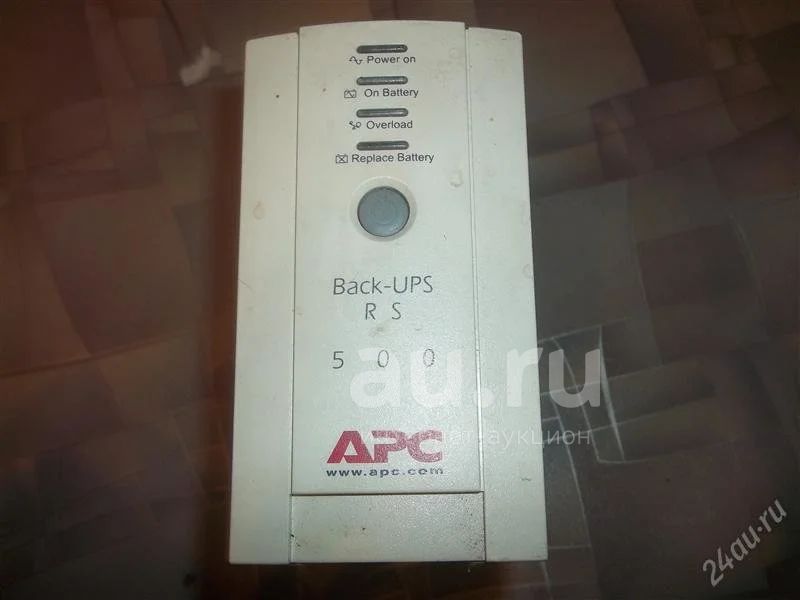 Power on
On Battery
Overload
Replace Battery
Back-UPS
R S
5 0 0
au.ru
аукцион
APC
www.apc.com
24au.ru